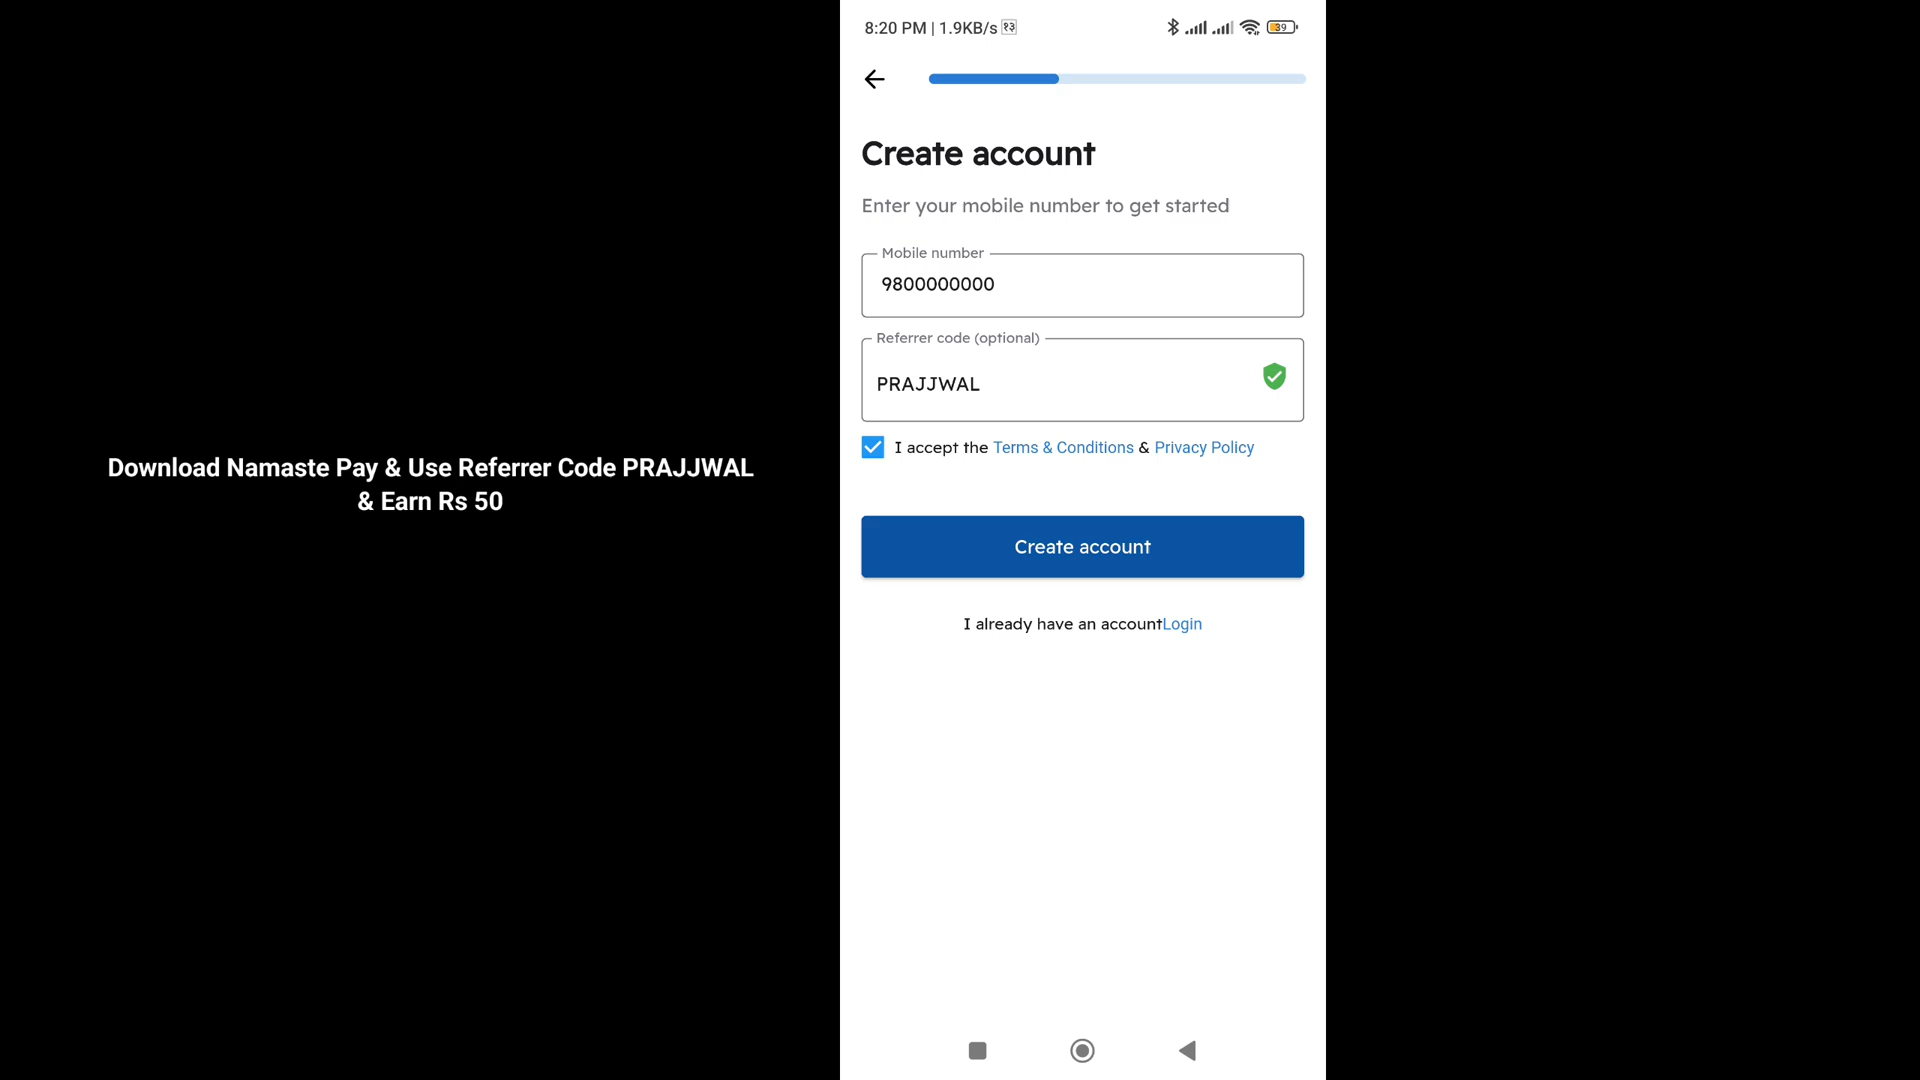 Download Namaste Pay & Use Referrer Code PRAJJWAL
& Earn Rs 50
8:20 PM | 1.9KB/s १३
39
Create account
Enter your mobile number to get started
Mobile number
9800000000
Referrer code (optional)
PRAJJWAL
I accept the Terms & Conditions & Privacy Policy
Create account
I already have an accountLogin